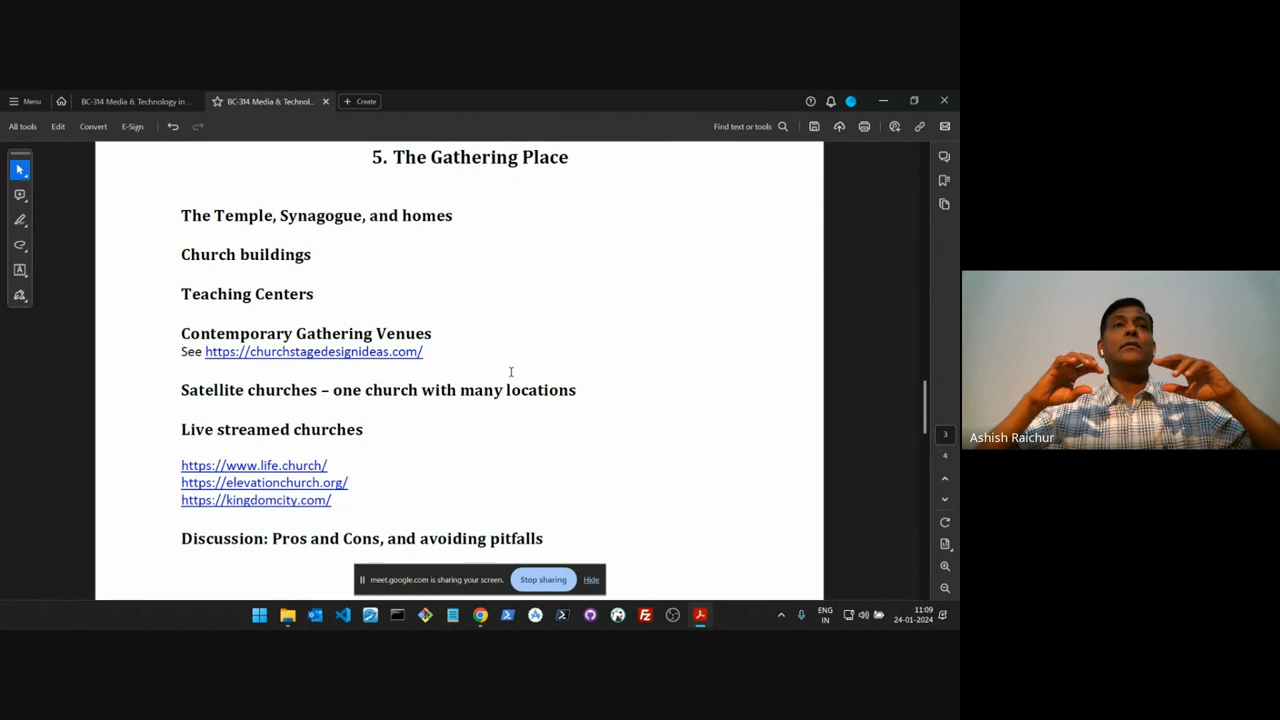 Menu
BC-314 Media & Technology in ...
BC-314 Media & Technol...
Create
All tools
Edit
Convert
E-Sign
Find text or tools
5. The Gathering Place
The Temple, Synagogue, and homes
Church buildings
Teaching Centers
Contemporary Gathering Venues
See https://churchstagedesignideas.com/
Satellite churches – one church with many locations
Live streamed churches
https://www.life.church/
https://elevationchurch.org/
https://kingdomcity.com/
Discussion: Pros and Cons, and avoiding pitfalls
3
4
Ashish Raichur
meet.google.com is sharing your screen.
Stop sharing
Hide
ENG
IN
11:09
24-01-2024